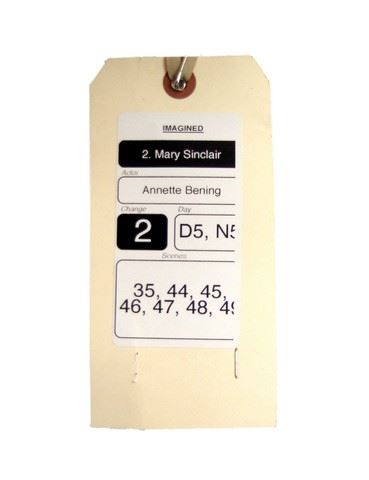 IMAGINED
2. Mary Sinclair
Actor
Annette Bening
Change Day
2 D5, N5
Scenes
35, 44, 45,
46, 47, 48, 49